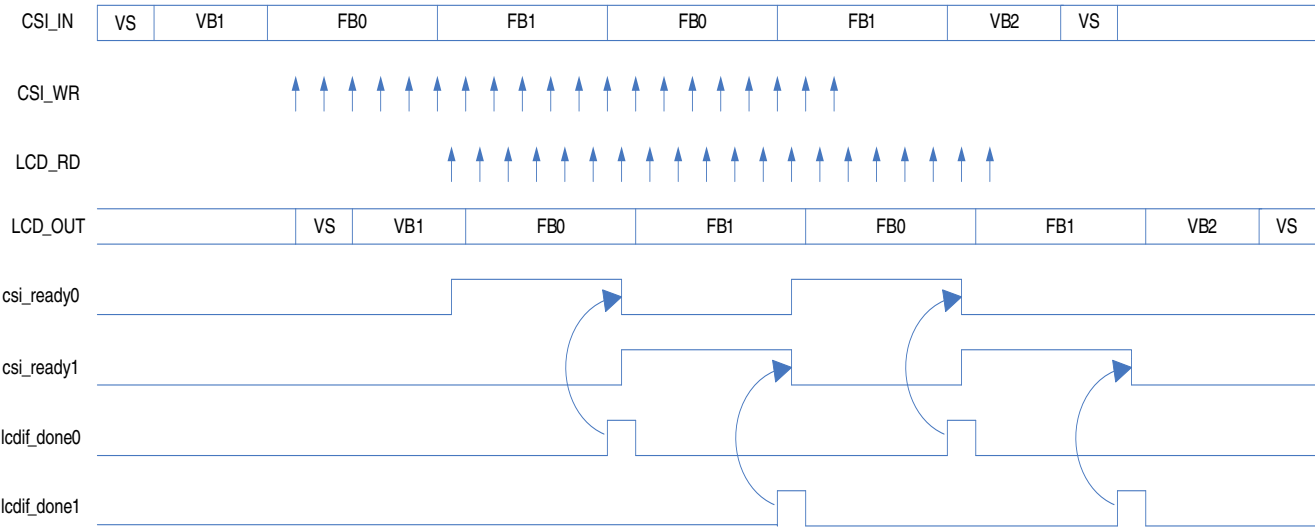 CSI_IN VS VB1 FB0 FB1 FB0 FB1 VB2 VS
CSI_WR
LCD_RD
LCD_OUT VS VB1 FB0 FB1 FB0 FB1 VB2 VS
csi_ready0
csi_ready1
lcdif_done0
lcdif_done1